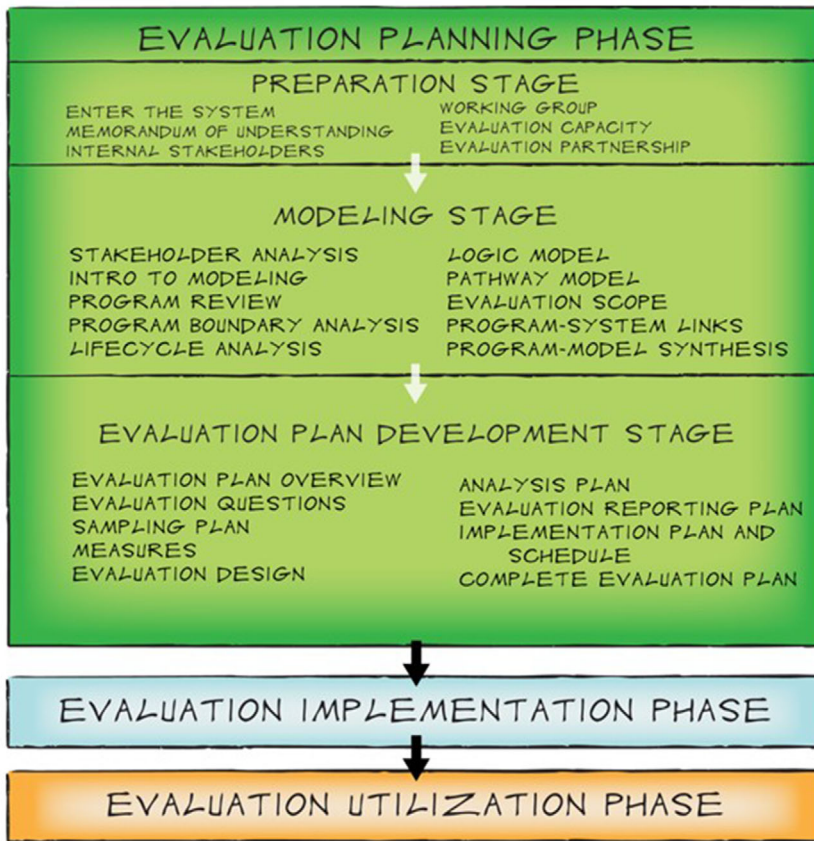 EVALUATION PLANNING PHASE
PREPARATION STAGE
ENTER THE SYSTEM
MEMORANDUM OF UNDERSTANDING
INTERNAL STAKEHOLDERS
WORKING GROUP
EVALUATION CAPACITY
EVALUATION PARTNERSHIP
MODELING STAGE
STAKEHOLDER ANALYSIS
INTRO TO MODELING
PROGRAM REVIEW
PROGRAM BOUNDARY ANALYSIS
LIFECYCLE ANALYSIS
LOGIC MODEL
PATHWAY MODEL
EVALUATION SCOPE
PROGRAM-SYSTEM LINKS
PROGRAM-MODEL SYNTHESIS
EVALUATION PLAN DEVELOPMENT STAGE
EVALUATION PLAN OVERVIEW
EVALUATION QUESTIONS
SAMPLING PLAN
MEASURES
EVALUATION DESIGN
ANALYSIS PLAN
EVALUATION REPORTING PLAN
IMPLEMENTATION PLAN AND
SCHEDULE
COMPLETE EVALUATION PLAN
EVALUATION IMPLEMENTATION PHASE
EVALUATION UTILIZATION PHASE